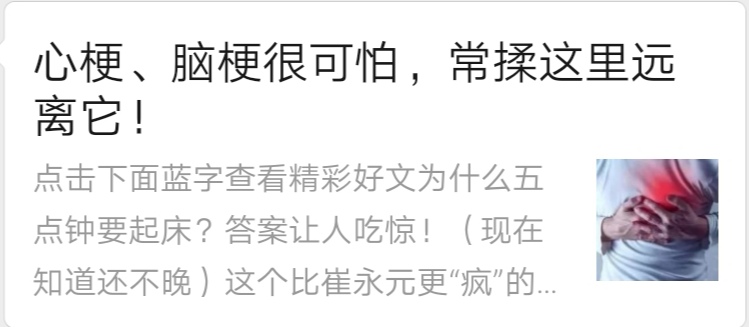 心梗、脑梗很可怕，常揉这里远
离它！
点击下面蓝字查看精彩好文为什么五
点钟要起床？答案让人吃惊！（现在
知道还不晚）这个比崔永元更“疯”的...